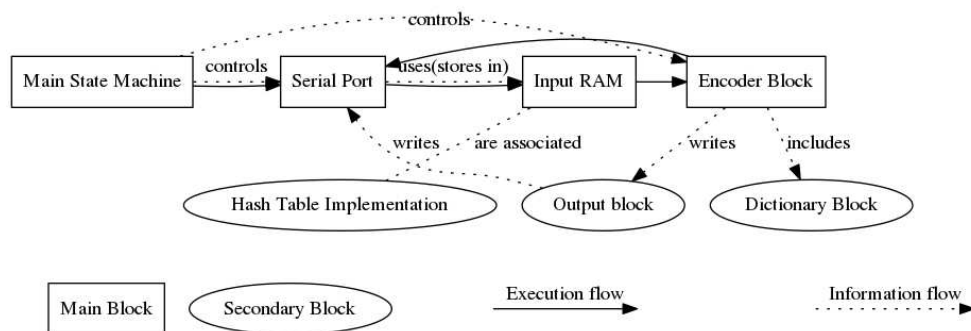 controls
Main State Machine
controls
Serial Port
uses(stores in)
Input RAM
Encoder Block
writes
are associated
writes
includes
Hash Table Implementation
Output block
Dictionary Block
Main Block
Secondary Block
Execution flow
Information flow